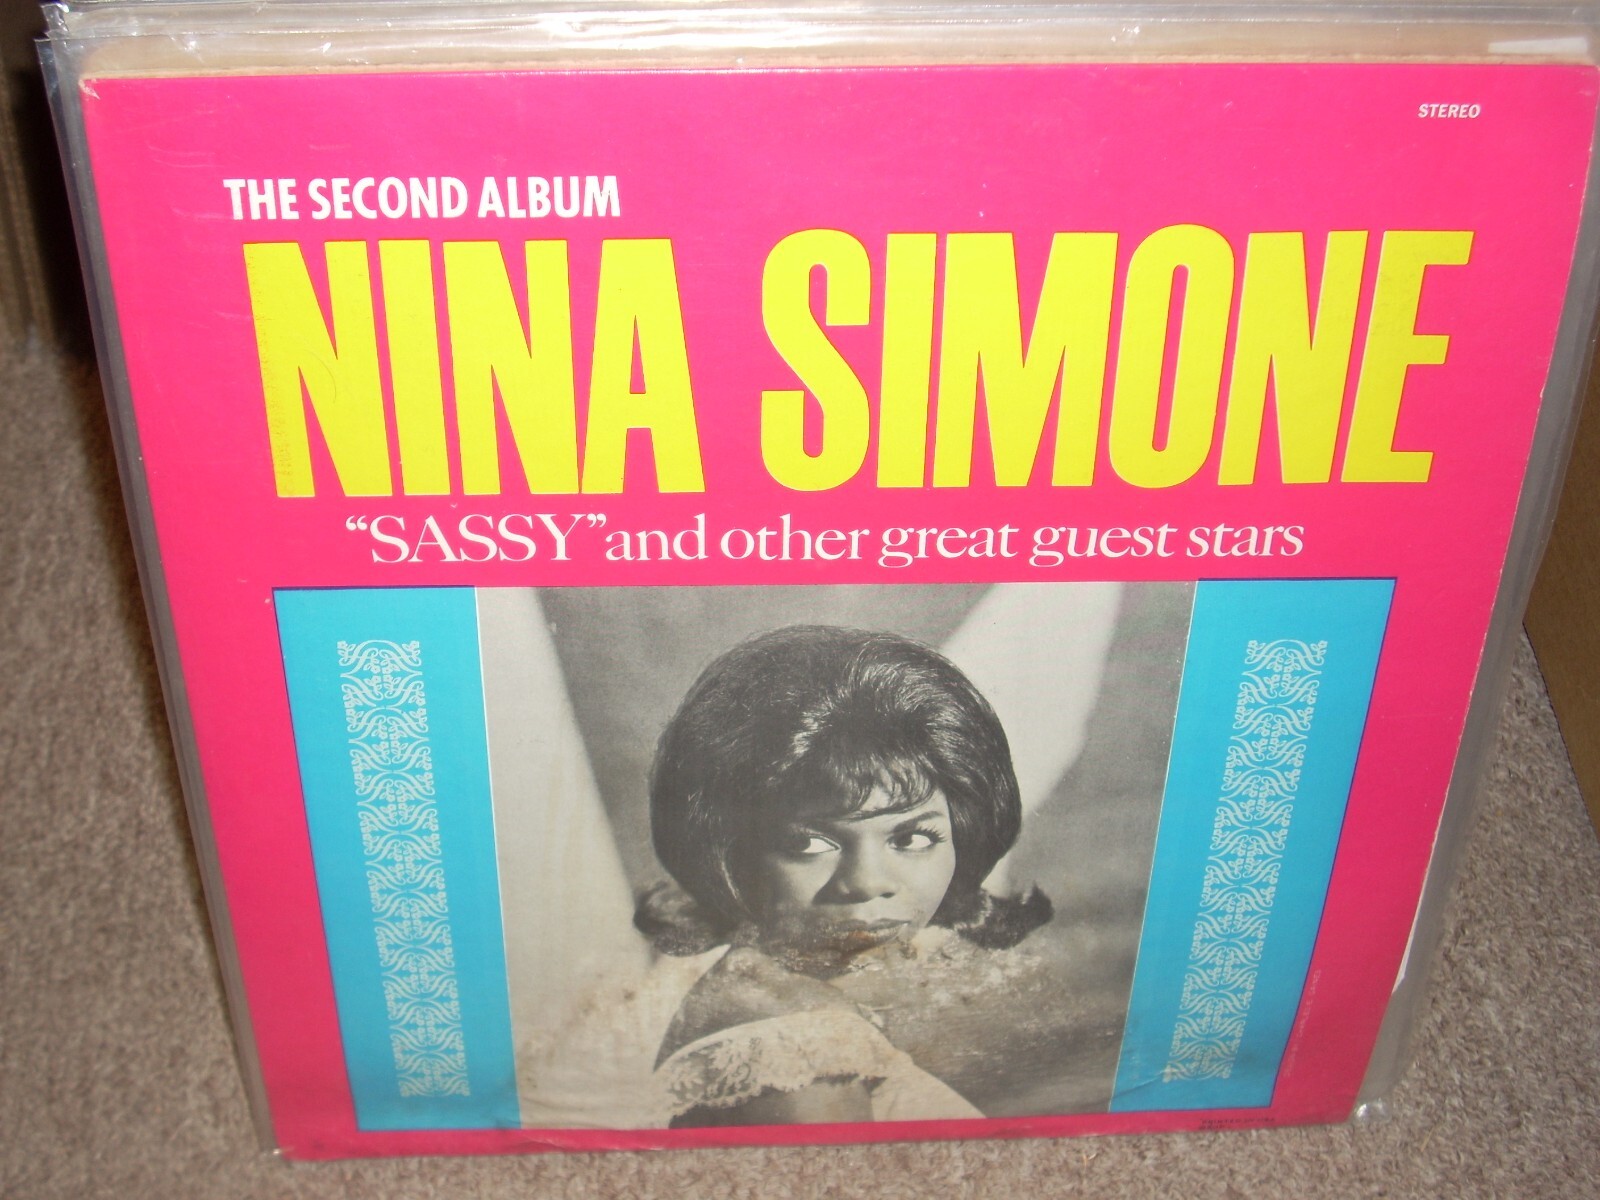 STEREO
THE SECOND ALBUM
NINA SIMONE
“SASSY” and other great guest stars